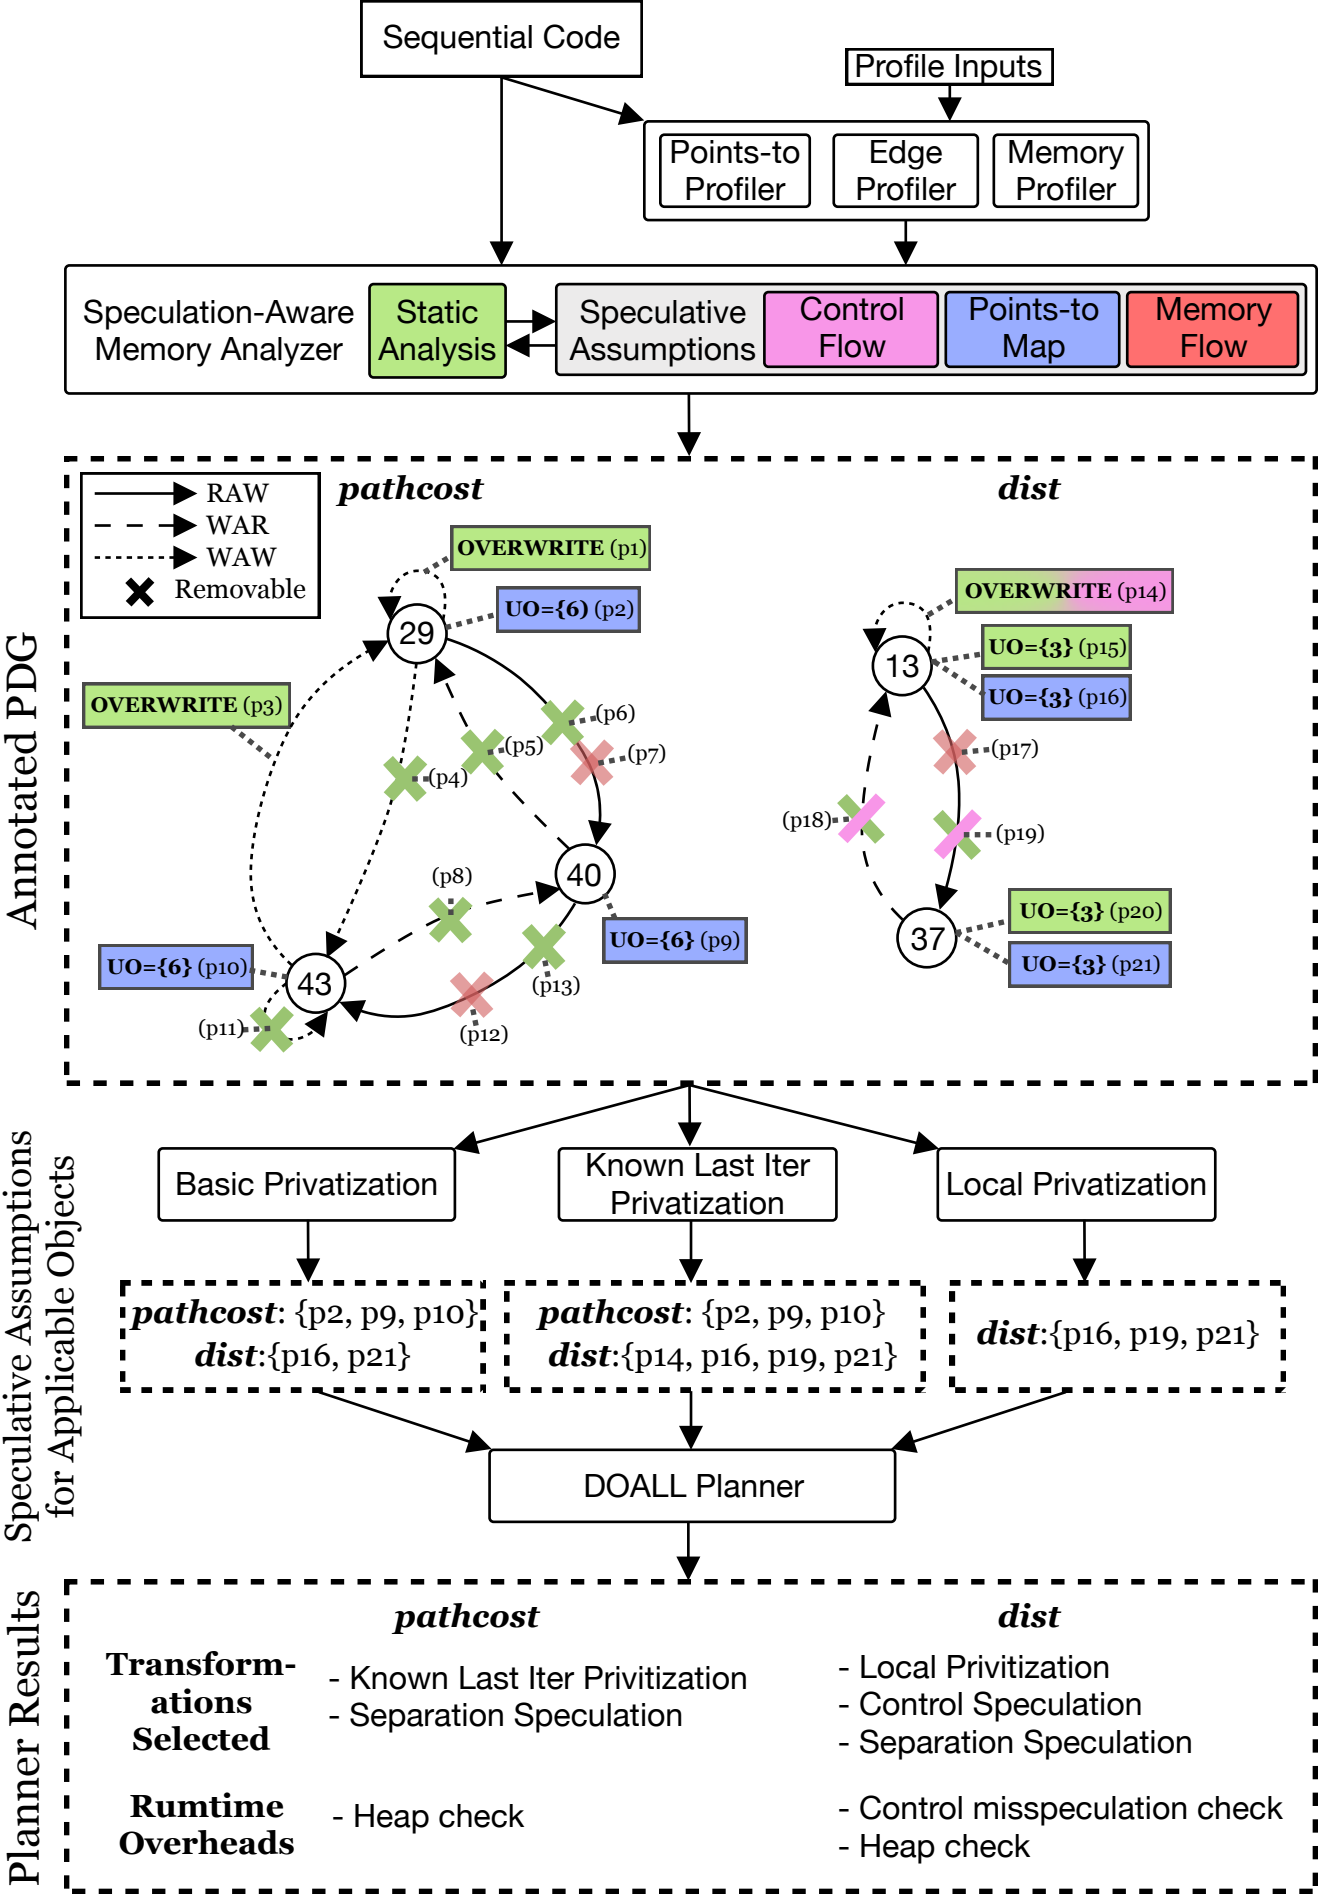 Sequential Code
Profile Inputs
Points-to
Profiler
Edge
Profiler
Memory
Profiler
Speculation-Aware
Memory Analyzer
Static
Analysis
Speculative
Assumptions
Control
Flow
Points-to
Map
Memory
Flow
Annotated PDG
RAW
WAR
WAW
Removable
pathcost
dist
OVERWRITE (p1)
UO={6) (p2)
29
OVERWRITE (p3)
(p4)
(p5)
(p6)
(p7)
(p8)
40
UO={6} (p9)
UO={6} (p10)
43
(p11)
(p12)
(p13)
OVERWRITE (p14)
13
UO={3} (p15)
UO={3} (p16)
(p17)
(p18)
(p19)
37
UO={3} (p20)
UO={3} (p21)
Speculative Assumptions
for Applicable Objects
Basic Privatization
Known Last Iter
Privatization
Local Privatization
pathcost: {p2, p9, p10}
dist:{p16, p21}
pathcost: {p2, p9, p10}
dist:{p14, p16, p19, p21}
dist:{p16, p19, p21}
DOALL Planner
Planner Results
pathcost
dist
Transform-
ations
Selected
- Known Last Iter Privitization
- Separation Speculation
- Local Privitization
- Control Speculation
- Separation Speculation
Rumtime
Overheads
- Heap check
- Control misspeculation check
- Heap check